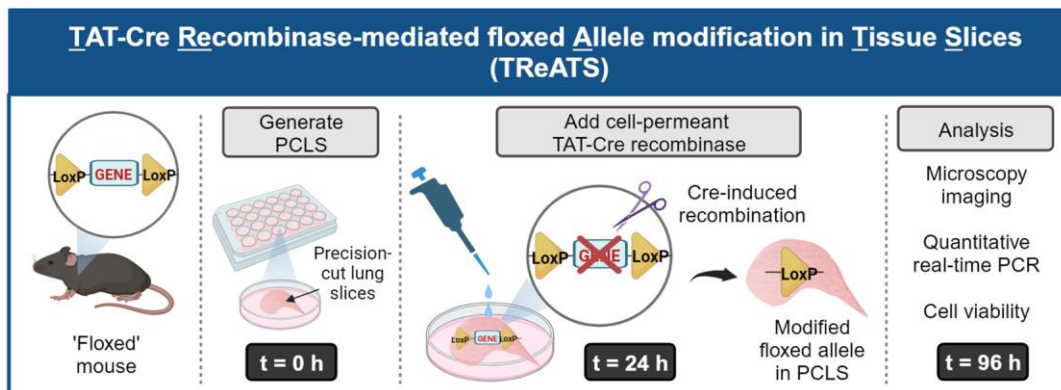 TAT-Cre Recombinase-mediated floxed Allele modification in Tissue Slices
(TReATS)
LoxP GENE LoxP
'Floxed'
mouse
Generate
PCLS
Precision-
cut lung
slices
t = 0 h
Add cell-permeant
TAT-Cre recombinase
Cre-induced
recombination
LoxP GENE LoxP
LoxP GENE LoxP
t = 24 h
LoxP
Modified
floxed allele
in PCLS
Analysis
Microscopy
imaging
Quantitative
real-time PCR
Cell viability
t = 96 h